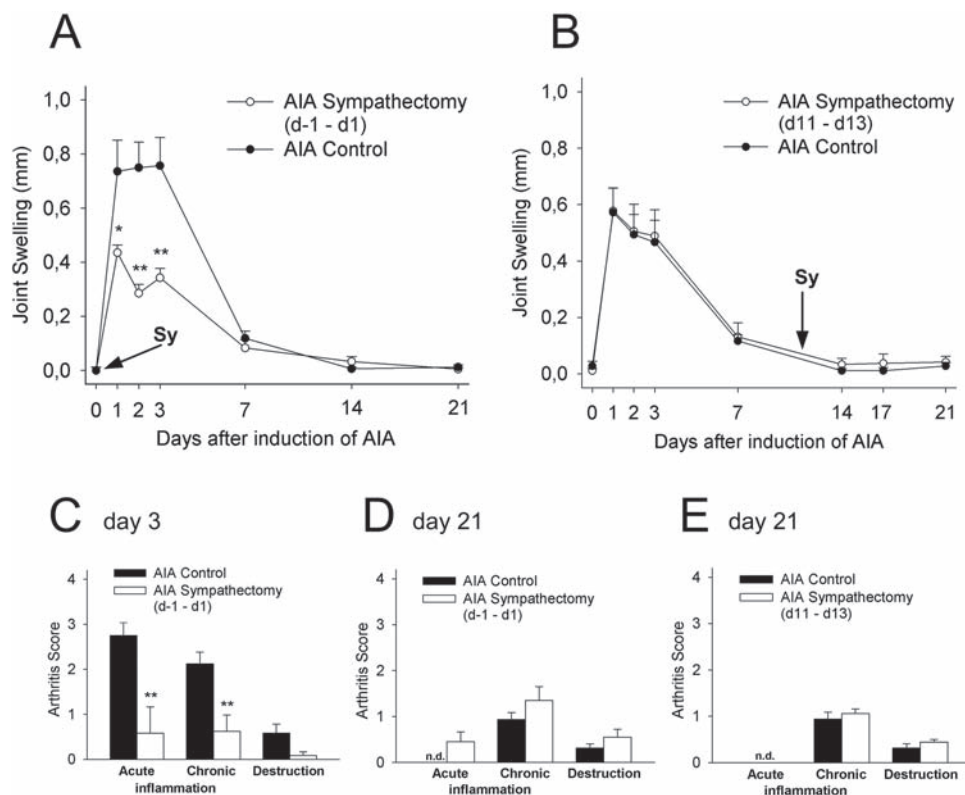 A
B
1,0
0,8
0,6
0,4
0,2
0,0
Joint Swelling (mm)
AIA Sympathectomy
(d-1 - d1)
AIA Control
*
**
**
Sy
0 1 2 3 7 14 21
Days after induction of AIA
1,0
0,8
0,6
0,4
0,2
0,0
Joint Swelling (mm)
AIA Sympathectomy
(d11 - d13)
AIA Control
Sy
0 1 2 3 7 14 17 21
Days after induction of AIA
C day 3
4
3
2
1
0
Arthritis Score
AIA Control
AIA Sympathectomy
(d-1 - d1)
**
**
Acute Chronic Destruction
inflammation
D day 21
4
3
2
1
0
Arthritis Score
AIA Control
AIA Sympathectomy
(d-1 - d1)
n.d.
Acute Chronic Destruction
inflammation
E day 21
4
3
2
1
0
Arthritis Score
AIA Control
AIA Sympathectomy
(d11 - d13)
n.d.
Acute Chronic Destruction
inflammation